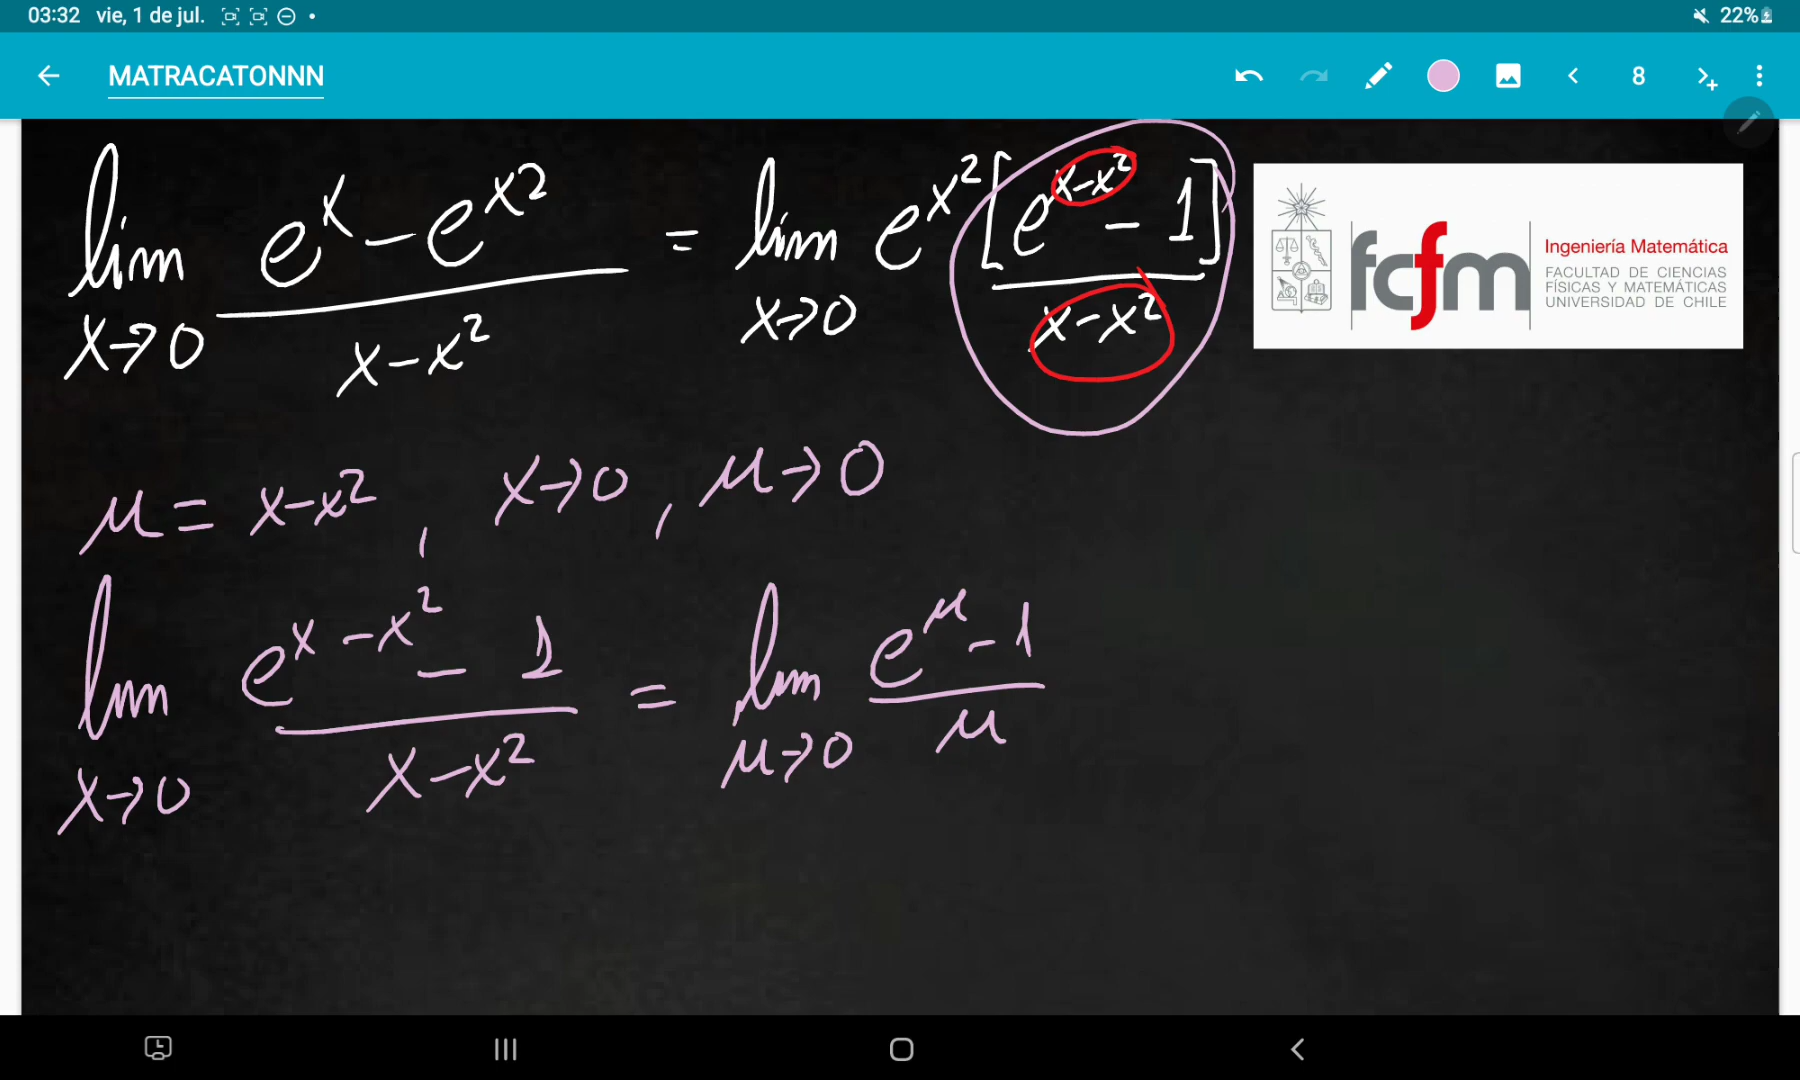 03:32 vie, 1 de jul. 22%
MATRACATONNN 8
lim x→0 (e^x − e^x²)/(x − x²) = lim x→0 e^x² [e^(x−x²) − 1]/(x − x²)
fcfm
Ingeniería Matemática
FACULTAD DE CIENCIAS
FÍSICAS Y MATEMÁTICAS
UNIVERSIDAD DE CHILE
μ = x−x² , x→0 , μ→0
lim x→0 (e^(x−x²) − 1)/(x − x²) = lim μ→0 (e^μ − 1)/μ